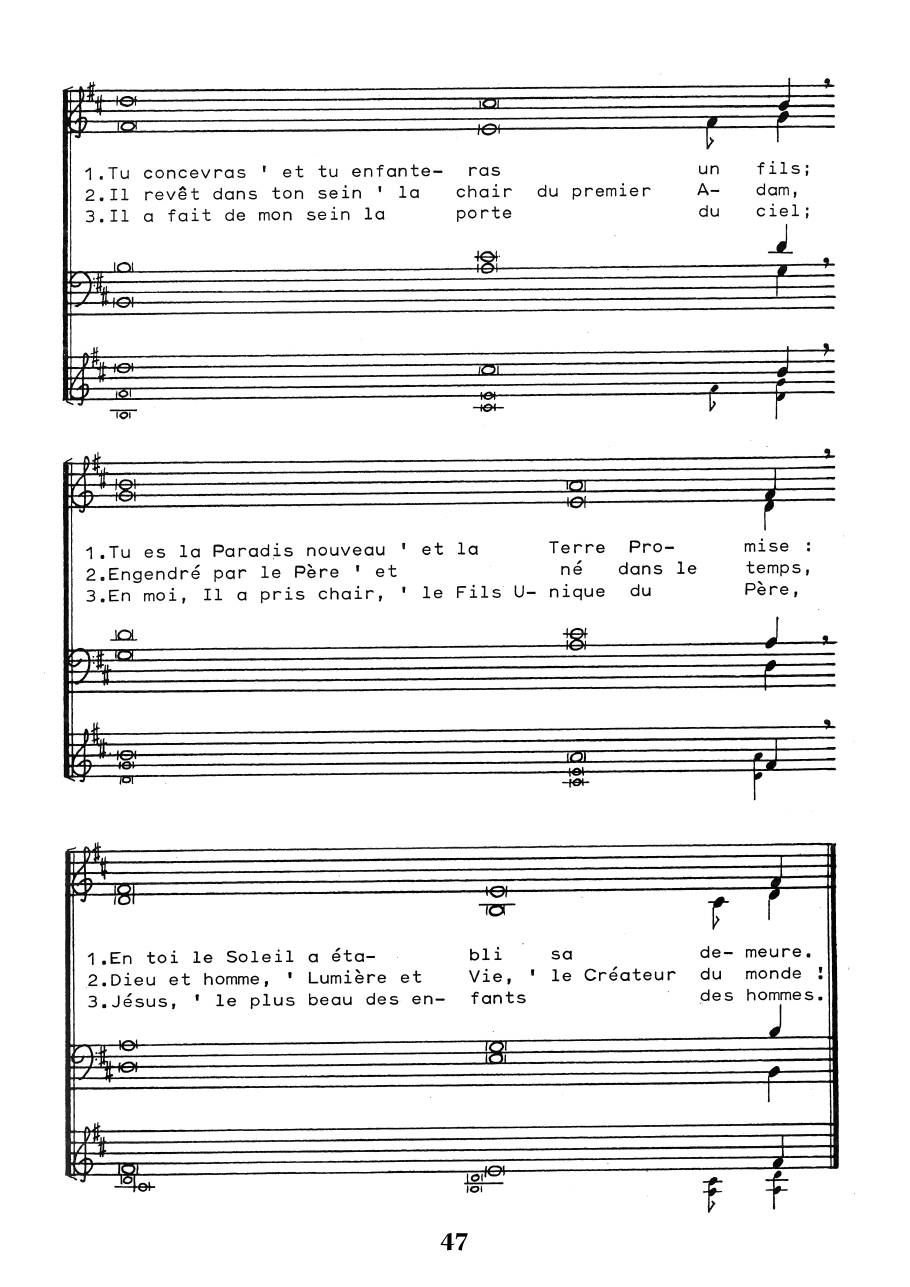 1.Tu concevras ' et tu enfante- ras un fils;
2.Il revêt dans ton sein ' la chair du premier A- dam,
3.Il a fait de mon sein la porte du ciel;
1.Tu es la Paradis nouveau ' et la Terre Pro- mise :
2.Engendré par le Père ' et né dans le temps,
3.En moi, Il a pris chair, ' le Fils U- nique du Père,
1.En toi le Soleil a éta- bli sa de- meure.
2.Dieu et homme, ' Lumière et Vie, ' le Créateur du monde !
3.Jésus, ' le plus beau des en- fants des hommes.
47